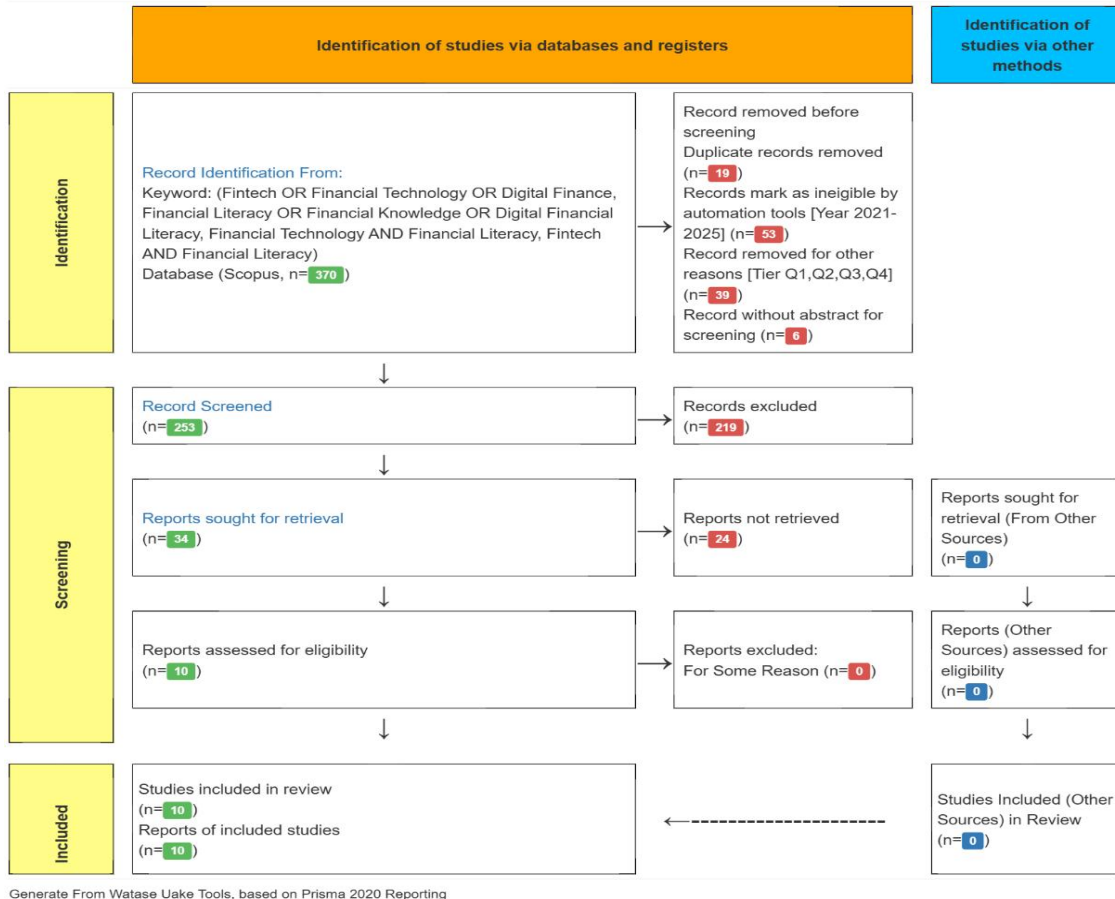 Identification of studies via databases and registers
Identification of
studies via other
methods
Identification
Record Identification From:
Keyword: (Fintech OR Financial Technology OR Digital Finance,
Financial Literacy OR Financial Knowledge OR Digital Financial
Literacy, Financial Technology AND Financial Literacy, Fintech
AND Financial Literacy)
Database (Scopus, n=370)
Record removed before
screening
Duplicate records removed
(n=19)
Records mark as ineigible by
automation tools [Year 2021-
2025] (n=53)
Record removed for other
reasons [Tier Q1,Q2,Q3,Q4]
(n=39)
Record without abstract for
screening (n=6)
Screening
Record Screened
(n=253)
Records excluded
(n=219)
Reports sought for retrieval
(n=34)
Reports not retrieved
(n=24)
Reports sought for
retrieval (From Other
Sources)
(n=0)
Reports assessed for eligibility
(n=10)
Reports excluded:
For Some Reason (n=0)
Reports (Other
Sources) assessed for
eligibility
(n=0)
Included
Studies included in review
(n=10)
Reports of included studies
(n=10)
Studies Included (Other
Sources) in Review
(n=0)
Generate From Watase Uake Tools, based on Prisma 2020 Reporting